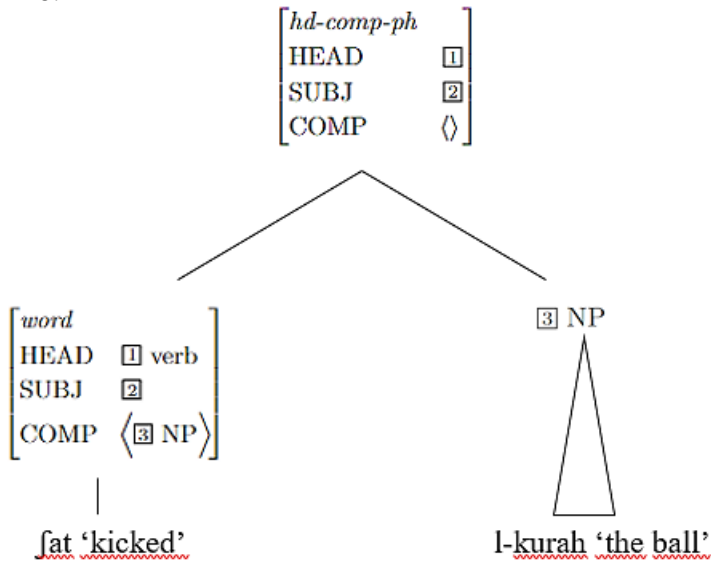 hd-comp-ph
HEAD 1
SUBJ 2
COMP ⟨⟩
word
HEAD 1 verb
SUBJ 2
COMP ⟨3 NP⟩
3 NP
ʃat ‘kicked’
l-kurah ‘the ball’